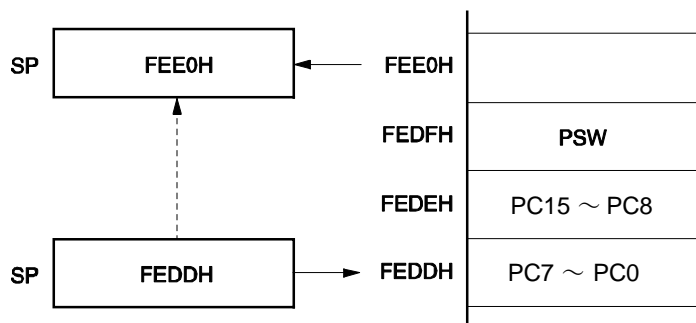 SP FEE0H FEE0H
FEDFH PSW
FEDEH PC15 ～ PC8
SP FEDDH FEDDH PC7 ～ PC0